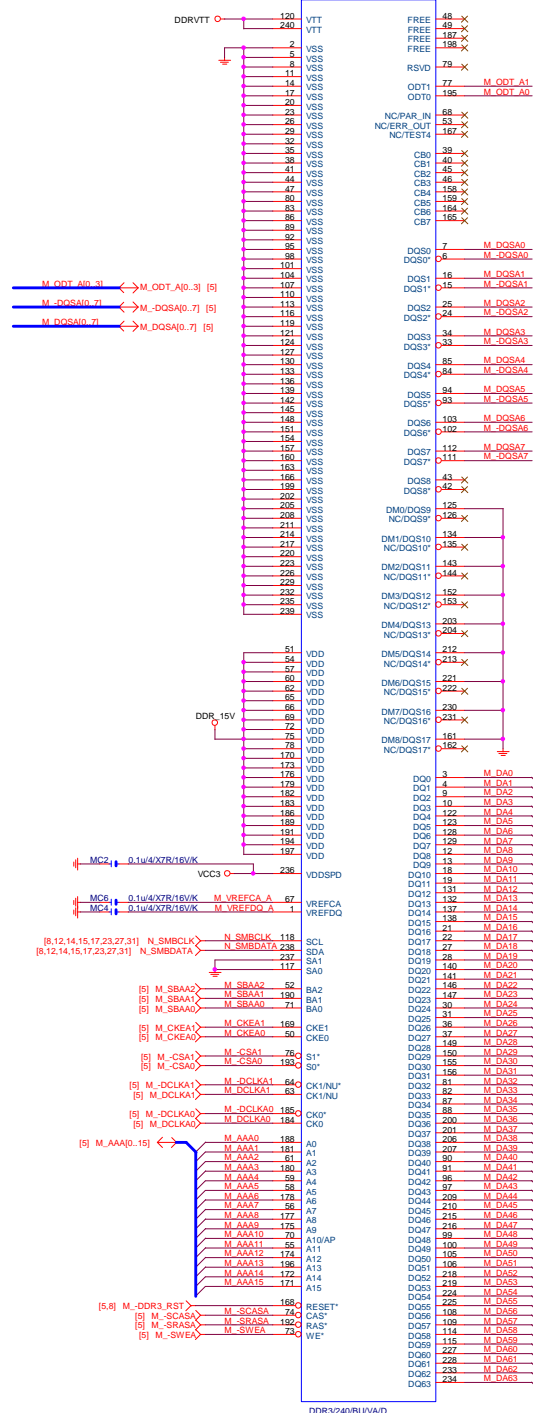 DDRVTT
120 VTT
240 VTT
2 VSS
5 VSS
8 VSS
11 VSS
14 VSS
17 VSS
20 VSS
23 VSS
26 VSS
29 VSS
32 VSS
35 VSS
38 VSS
41 VSS
44 VSS
47 VSS
80 VSS
83 VSS
86 VSS
89 VSS
92 VSS
95 VSS
98 VSS
101 VSS
104 VSS
107 VSS
110 VSS
113 VSS
116 VSS
119 VSS
121 VSS
124 VSS
127 VSS
130 VSS
133 VSS
136 VSS
139 VSS
142 VSS
145 VSS
148 VSS
151 VSS
154 VSS
157 VSS
160 VSS
163 VSS
166 VSS
199 VSS
202 VSS
205 VSS
208 VSS
211 VSS
214 VSS
217 VSS
220 VSS
223 VSS
226 VSS
229 VSS
232 VSS
235 VSS
239 VSS
M_ODT_A[0..3] M_ODT_A[0..3] [5]
M_-DQSA[0..7] M_-DQSA[0..7] [5]
M_DQSA[0..7] M_DQSA[0..7] [5]
51 VDD
54 VDD
57 VDD
60 VDD
62 VDD
65 VDD
66 VDD
69 VDD
72 VDD
75 VDD
78 VDD
170 VDD
173 VDD
176 VDD
179 VDD
182 VDD
183 VDD
186 VDD
189 VDD
191 VDD
194 VDD
197 VDD
DDR_15V
MC2 0.1u/4/X7R/16V/K
VCC3 236 VDDSPD
MC6 0.1u/4/X7R/16V/K M_VREFCA_A 67 VREFCA
MC4 0.1u/4/X7R/16V/K M_VREFDQ_A 1 VREFDQ
[8,12,14,15,17,23,27,31] N_SMBCLK N_SMBCLK 118 SCL
[8,12,14,15,17,23,27,31] N_SMBDATA N_SMBDATA 238 SDA
237 SA1
117 SA0
[5] M_SBAA2 M_SBAA2 52 BA2
[5] M_SBAA1 M_SBAA1 190 BA1
[5] M_SBAA0 M_SBAA0 71 BA0
[5] M_CKEA1 M_CKEA1 169 CKE1
[5] M_CKEA0 M_CKEA0 50 CKE0
[5] M_-CSA1 M_-CSA1 76 S1*
[5] M_-CSA0 M_-CSA0 193 S0*
[5] M_-DCLKA1 M_-DCLKA1 64 CK1/NU*
[5] M_DCLKA1 M_DCLKA1 63 CK1/NU
[5] M_-DCLKA0 M_-DCLKA0 185 CK0*
[5] M_DCLKA0 M_DCLKA0 184 CK0
[5] M_AAA[0..15]
M_AAA0 188 A0
M_AAA1 181 A1
M_AAA2 61 A2
M_AAA3 180 A3
M_AAA4 59 A4
M_AAA5 58 A5
M_AAA6 178 A6
M_AAA7 56 A7
M_AAA8 177 A8
M_AAA9 175 A9
M_AAA10 70 A10/AP
M_AAA11 55 A11
M_AAA12 174 A12
M_AAA13 196 A13
M_AAA14 172 A14
M_AAA15 171 A15
[5,8] M_-DDR3_RST 168 RESET*
[5] M_-SCASA M_-SCASA 74 CAS*
[5] M_-SRASA M_-SRASA 192 RAS*
[5] M_-SWEA M_-SWEA 73 WE*
FREE 48
FREE 49
FREE 187
FREE 198
RSVD 79
ODT1 77 M_ODT_A1
ODT0 195 M_ODT_A0
NC/PAR_IN 68
NC/ERR_OUT 53
NC/TEST4 167
CB0 39
CB1 40
CB2 45
CB3 46
CB4 158
CB5 159
CB6 164
CB7 165
DQS0 7 M_DQSA0
DQS0* 6 M_-DQSA0
DQS1 16 M_DQSA1
DQS1* 15 M_-DQSA1
DQS2 25 M_DQSA2
DQS2* 24 M_-DQSA2
DQS3 34 M_DQSA3
DQS3* 33 M_-DQSA3
DQS4 85 M_DQSA4
DQS4* 84 M_-DQSA4
DQS5 94 M_DQSA5
DQS5* 93 M_-DQSA5
DQS6 103 M_DQSA6
DQS6* 102 M_-DQSA6
DQS7 112 M_DQSA7
DQS7* 111 M_-DQSA7
DQS8 43
DQS8* 42
DM0/DQS9 125
NC/DQS9* 126
DM1/DQS10 134
NC/DQS10* 135
DM2/DQS11 143
NC/DQS11* 144
DM3/DQS12 152
NC/DQS12* 153
DM4/DQS13 203
NC/DQS13* 204
DM5/DQS14 212
NC/DQS14* 213
DM6/DQS15 221
NC/DQS15* 222
DM7/DQS16 230
NC/DQS16* 231
DM8/DQS17 161
NC/DQS17* 162
DQ0 3 M_DA0
DQ1 4 M_DA1
DQ2 9 M_DA2
DQ3 10 M_DA3
DQ4 122 M_DA4
DQ5 123 M_DA5
DQ6 128 M_DA6
DQ7 129 M_DA7
DQ8 12 M_DA8
DQ9 13 M_DA9
DQ10 18 M_DA10
DQ11 19 M_DA11
DQ12 131 M_DA12
DQ13 132 M_DA13
DQ14 137 M_DA14
DQ15 138 M_DA15
DQ16 21 M_DA16
DQ17 22 M_DA17
DQ18 27 M_DA18
DQ19 28 M_DA19
DQ20 140 M_DA20
DQ21 141 M_DA21
DQ22 146 M_DA22
DQ23 147 M_DA23
DQ24 30 M_DA24
DQ25 31 M_DA25
DQ26 36 M_DA26
DQ27 37 M_DA27
DQ28 149 M_DA28
DQ29 150 M_DA29
DQ30 155 M_DA30
DQ31 156 M_DA31
DQ32 81 M_DA32
DQ33 82 M_DA33
DQ34 87 M_DA34
DQ35 88 M_DA35
DQ36 200 M_DA36
DQ37 201 M_DA37
DQ38 206 M_DA38
DQ39 207 M_DA39
DQ40 90 M_DA40
DQ41 91 M_DA41
DQ42 96 M_DA42
DQ43 97 M_DA43
DQ44 209 M_DA44
DQ45 210 M_DA45
DQ46 215 M_DA46
DQ47 216 M_DA47
DQ48 99 M_DA48
DQ49 100 M_DA49
DQ50 105 M_DA50
DQ51 106 M_DA51
DQ52 218 M_DA52
DQ53 219 M_DA53
DQ54 224 M_DA54
DQ55 225 M_DA55
DQ56 108 M_DA56
DQ57 109 M_DA57
DQ58 114 M_DA58
DQ59 115 M_DA59
DQ60 227 M_DA60
DQ61 228 M_DA61
DQ62 233 M_DA62
DQ63 234 M_DA63
DDR3/240/BU/VA/D